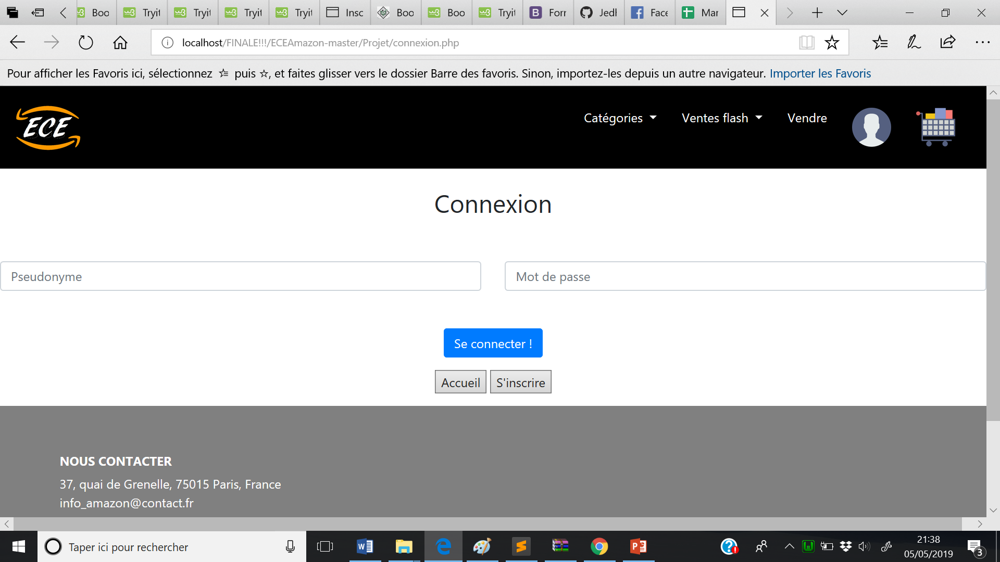 Boo Tryit Tryit Tryit Tryit Insc Boo Boo Tryit Forr Jedl Face Mar
localhost/FINALE!!!/ECEAmazon-master/Projet/connexion.php
Pour afficher les Favoris ici, sélectionnez puis ☆, et faites glisser vers le dossier Barre des favoris. Sinon, importez-les depuis un autre navigateur. Importer les Favoris
ECE
Catégories Ventes flash Vendre
Connexion
Pseudonyme Mot de passe
Se connecter !
Accueil S'inscrire
NOUS CONTACTER
37, quai de Grenelle, 75015 Paris, France
info_amazon@contact.fr
Taper ici pour rechercher
21:38
05/05/2019
3